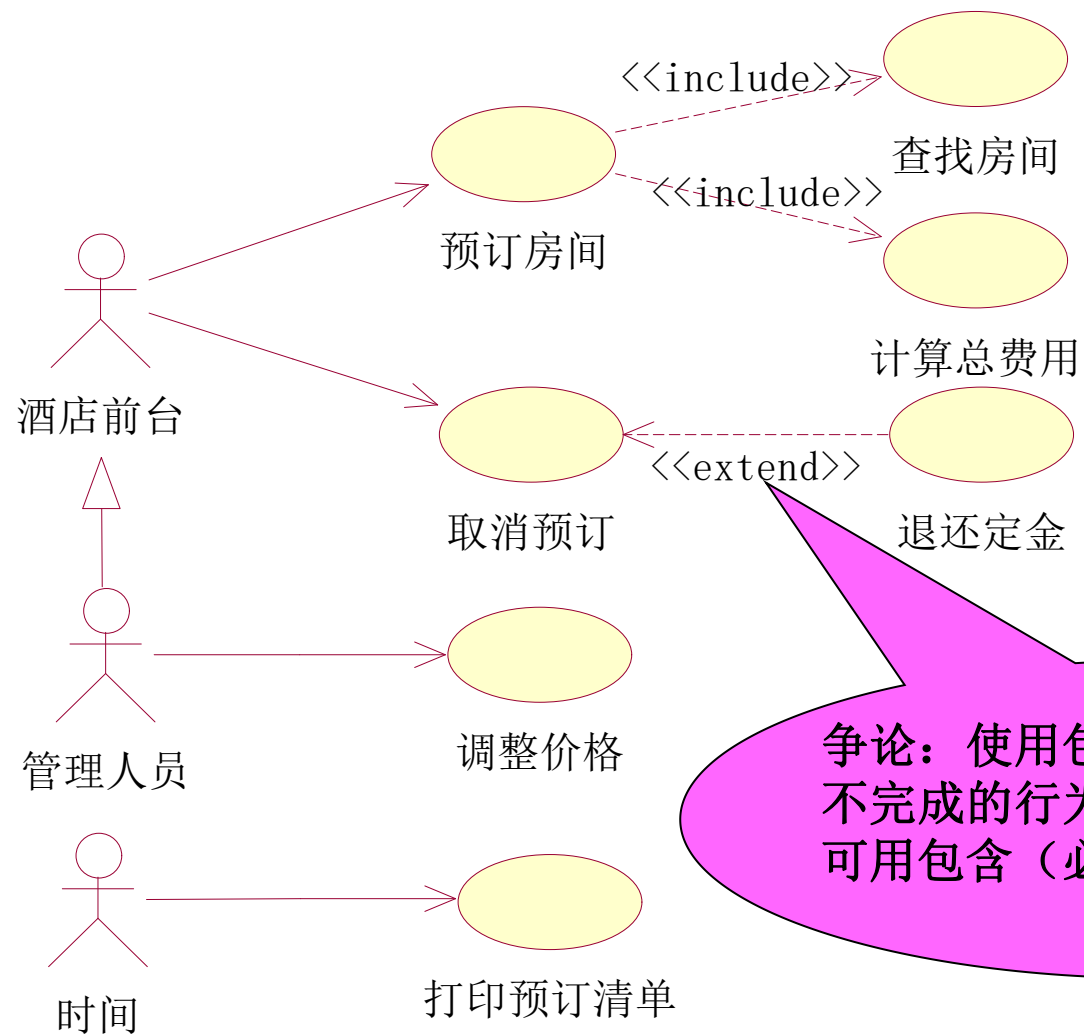 <<include>>
查找房间
<<include>>
预订房间
计算总费用
酒店前台
<<extend>>
取消预订
退还定金
管理人员
调整价格
争论：使用包
不完成的行为
可用包含（必
时间
打印预订清单